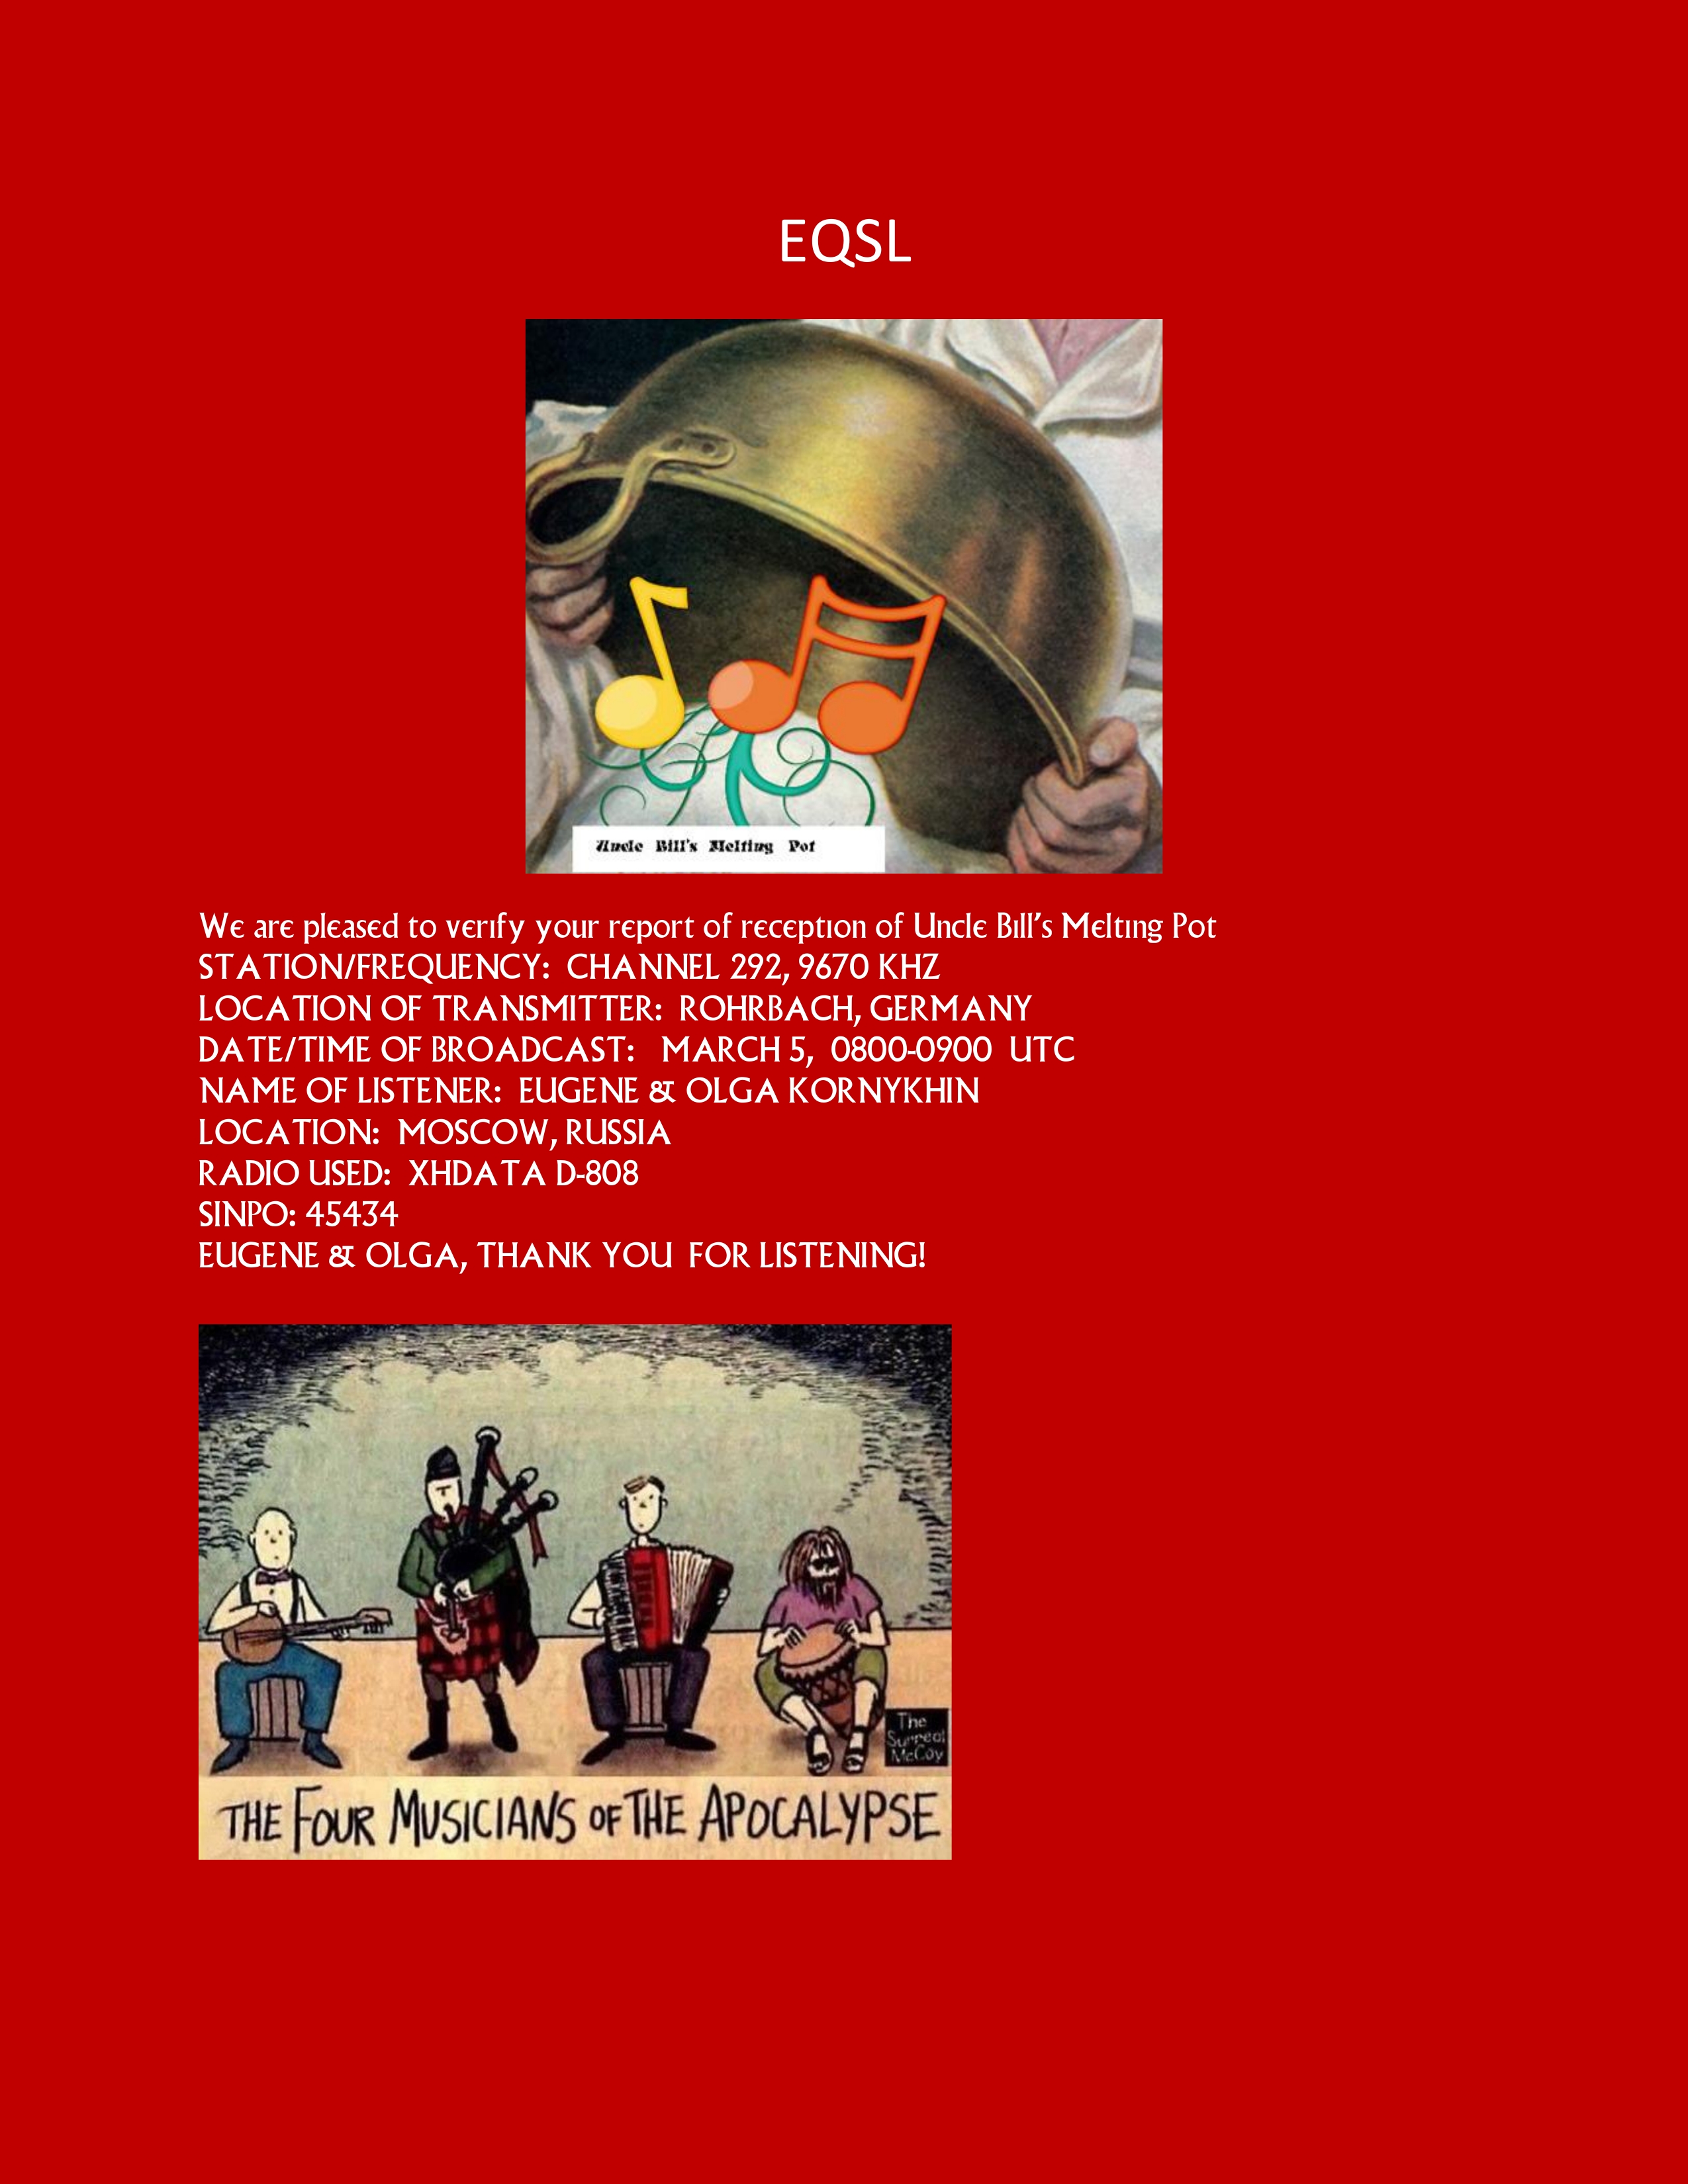 EQSL
Uncle Bill's Melting Pot
We are pleased to verify your report of reception of Uncle Bill's Melting Pot
STATION/FREQUENCY: CHANNEL 292, 9670 KHZ
LOCATION OF TRANSMITTER: ROHRBACH, GERMANY
DATE/TIME OF BROADCAST: MARCH 5, 0800-0900 UTC
NAME OF LISTENER: EUGENE & OLGA KORNYKHIN
LOCATION: MOSCOW, RUSSIA
RADIO USED: XHDATA D-808
SINPO: 45434
EUGENE & OLGA, THANK YOU FOR LISTENING!
The
Surreal
McCoy
THE FOUR MUSICIANS OF THE APOCALYPSE